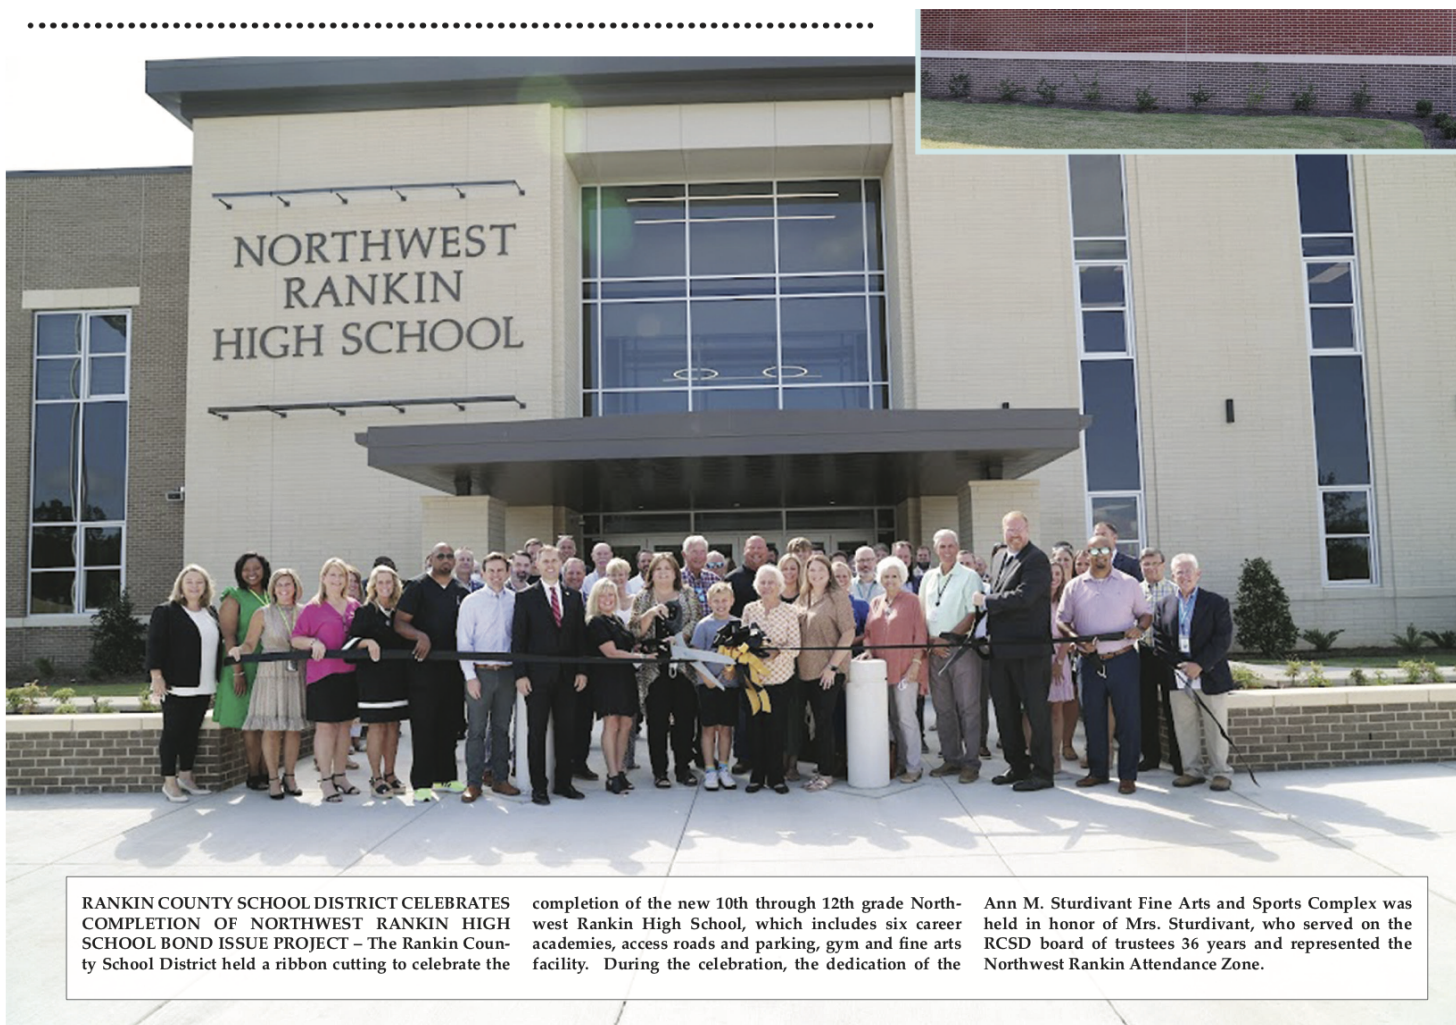 NORTHWEST
RANKIN
HIGH SCHOOL
RANKIN COUNTY SCHOOL DISTRICT CELEBRATES
COMPLETION OF NORTHWEST RANKIN HIGH
SCHOOL BOND ISSUE PROJECT – The Rankin Coun-
ty School District held a ribbon cutting to celebrate the
completion of the new 10th through 12th grade North-
west Rankin High School, which includes six career
academies, access roads and parking, gym and fine arts
facility. During the celebration, the dedication of the
Ann M. Sturdivant Fine Arts and Sports Complex was
held in honor of Mrs. Sturdivant, who served on the
RCSD board of trustees 36 years and represented the
Northwest Rankin Attendance Zone.